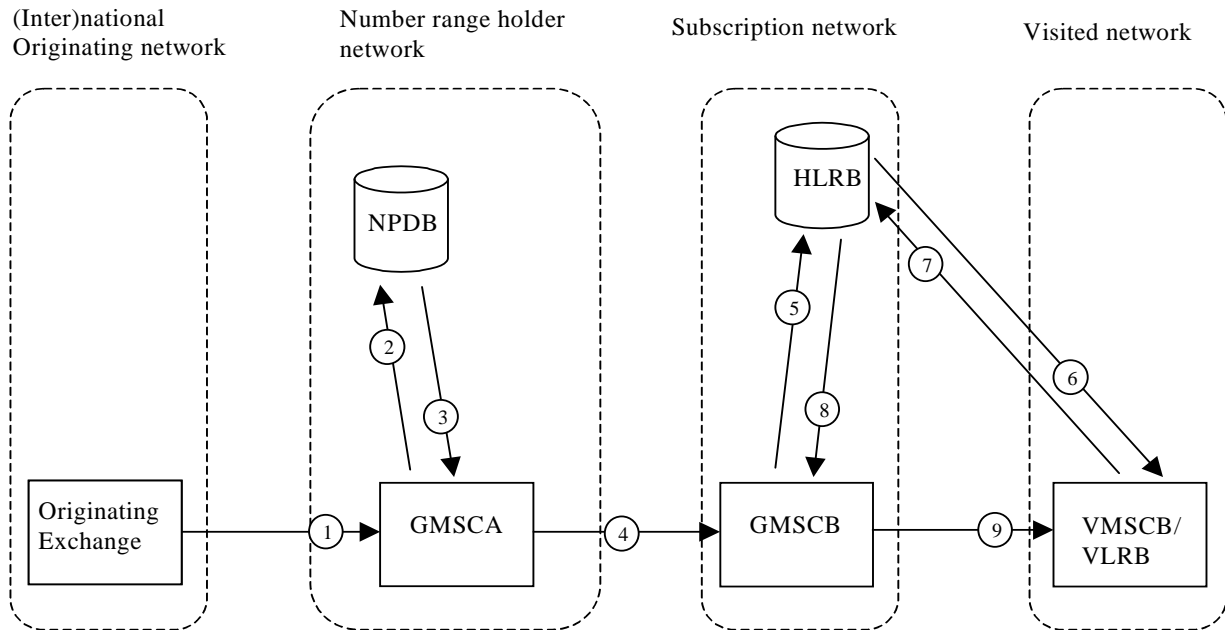 (Inter)national
Originating network
Number range holder
network
Subscription network
Visited network
NPDB
HLRB
2
3
5
8
7
6
Originating
Exchange
1
GMSCA
4
GMSCB
9
VMSCB/
VLRB